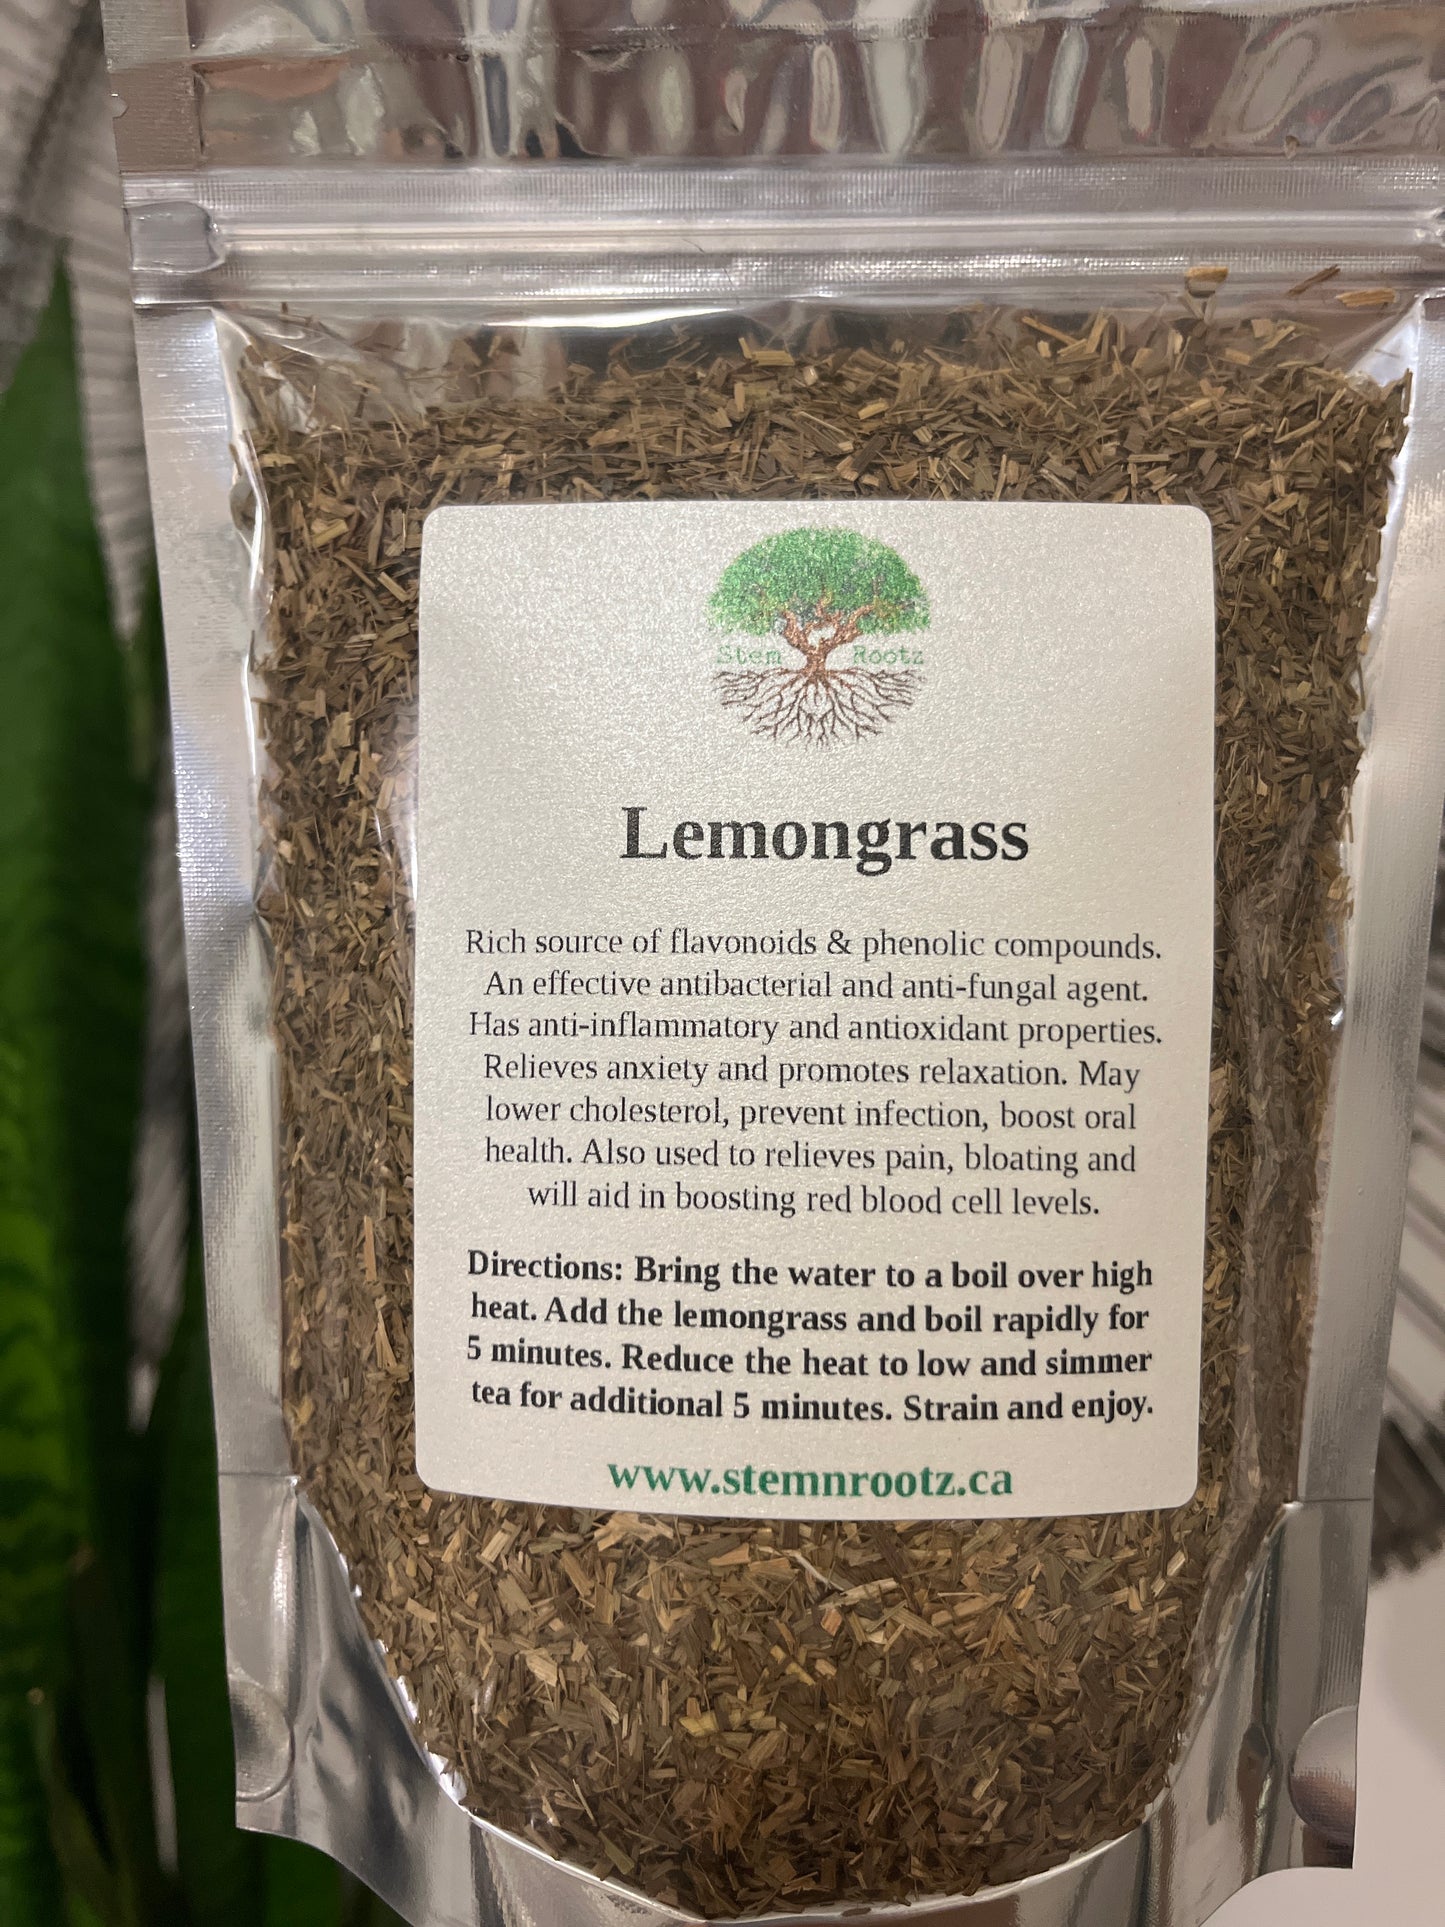 Stem Rootz
Lemongrass
Rich source of flavonoids & phenolic compounds.
An effective antibacterial and anti-fungal agent.
Has anti-inflammatory and antioxidant properties.
Relieves anxiety and promotes relaxation. May
lower cholesterol, prevent infection, boost oral
health. Also used to relieves pain, bloating and
will aid in boosting red blood cell levels.
Directions: Bring the water to a boil over high
heat. Add the lemongrass and boil rapidly for
5 minutes. Reduce the heat to low and simmer
tea for additional 5 minutes. Strain and enjoy.
www.stemnrootz.ca